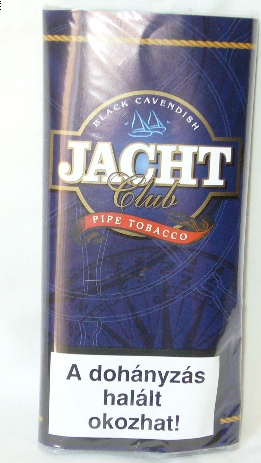 BLACK CAVENDISH
JACHT
Club
PIPE TOBACCO
A dohányzás
halált
okozhat!